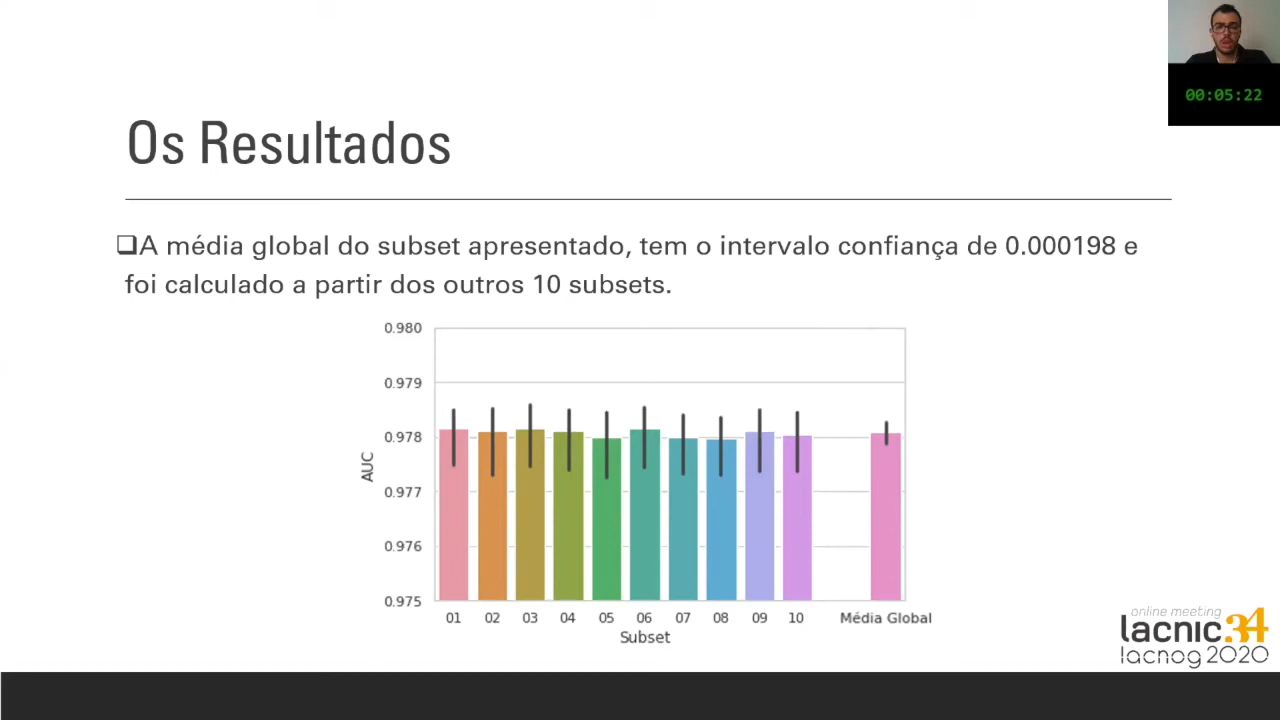 00:05:22
Os Resultados
❑A média global do subset apresentado, tem o intervalo confiança de 0.000198 e
foi calculado a partir dos outros 10 subsets.
0.980
0.979
0.978
0.977
0.976
0.975
AUC
01 02 03 04 05 06 07 08 09 10 Média Global
Subset
online meeting
lacnic34
lacnog 2020